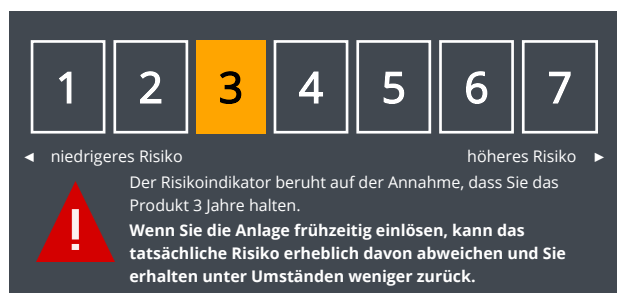 1 2 3 4 5 6 7
◄ niedrigeres Risiko höheres Risiko ►
Der Risikoindikator beruht auf der Annahme, dass Sie das
Produkt 3 Jahre halten.
! Wenn Sie die Anlage frühzeitig einlösen, kann das
tatsächliche Risiko erheblich davon abweichen und Sie
erhalten unter Umständen weniger zurück.